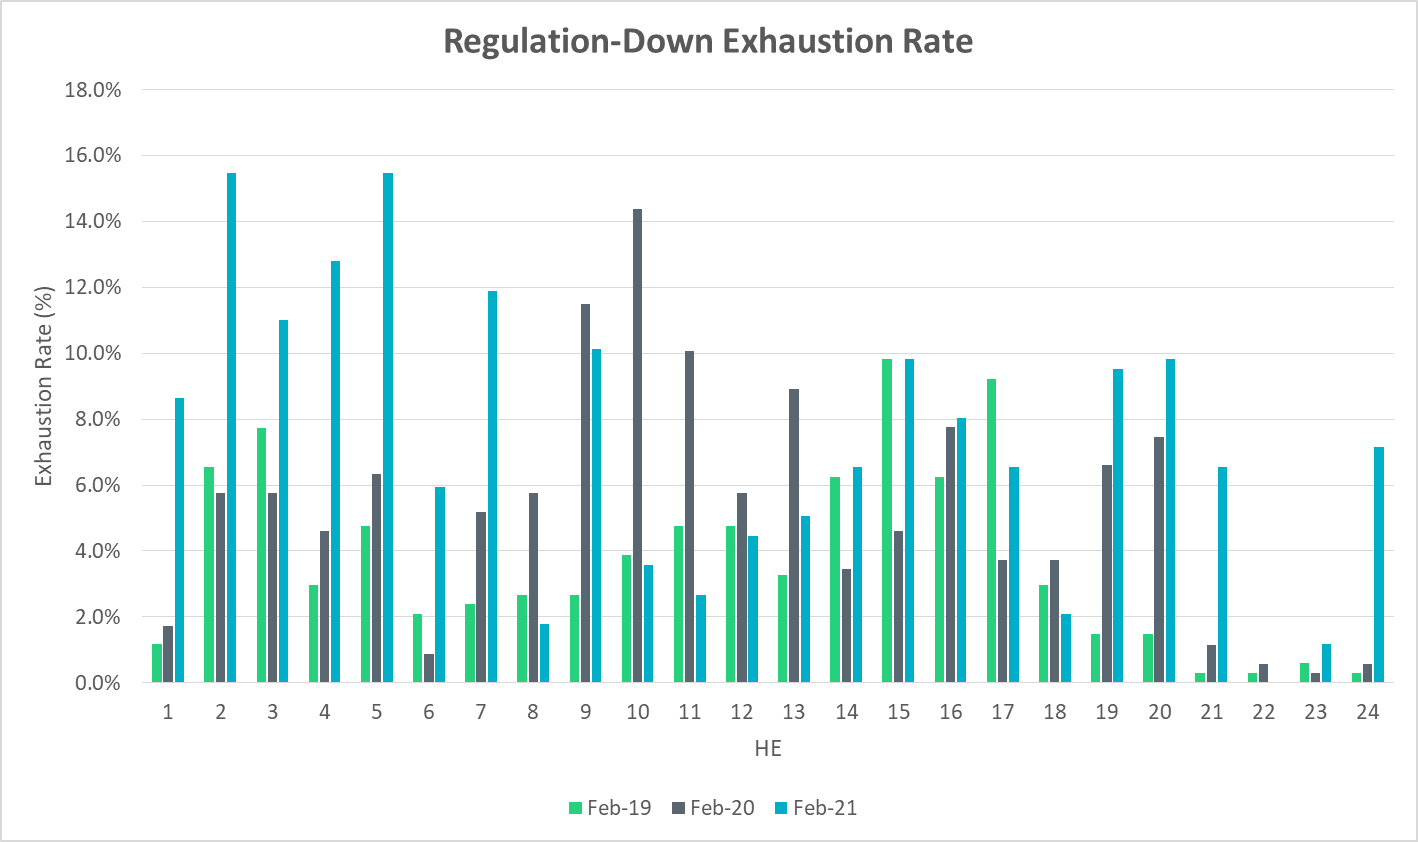 Regulation-Down Exhaustion Rate
18.0%
16.0%
14.0%
12.0%
10.0%
8.0%
6.0%
4.0%
2.0%
0.0%
Exhaustion Rate (%)
1 2 3 4 5 6 7 8 9 10 11 12 13 14 15 16 17 18 19 20 21 22 23 24
HE
Feb-19 Feb-20 Feb-21